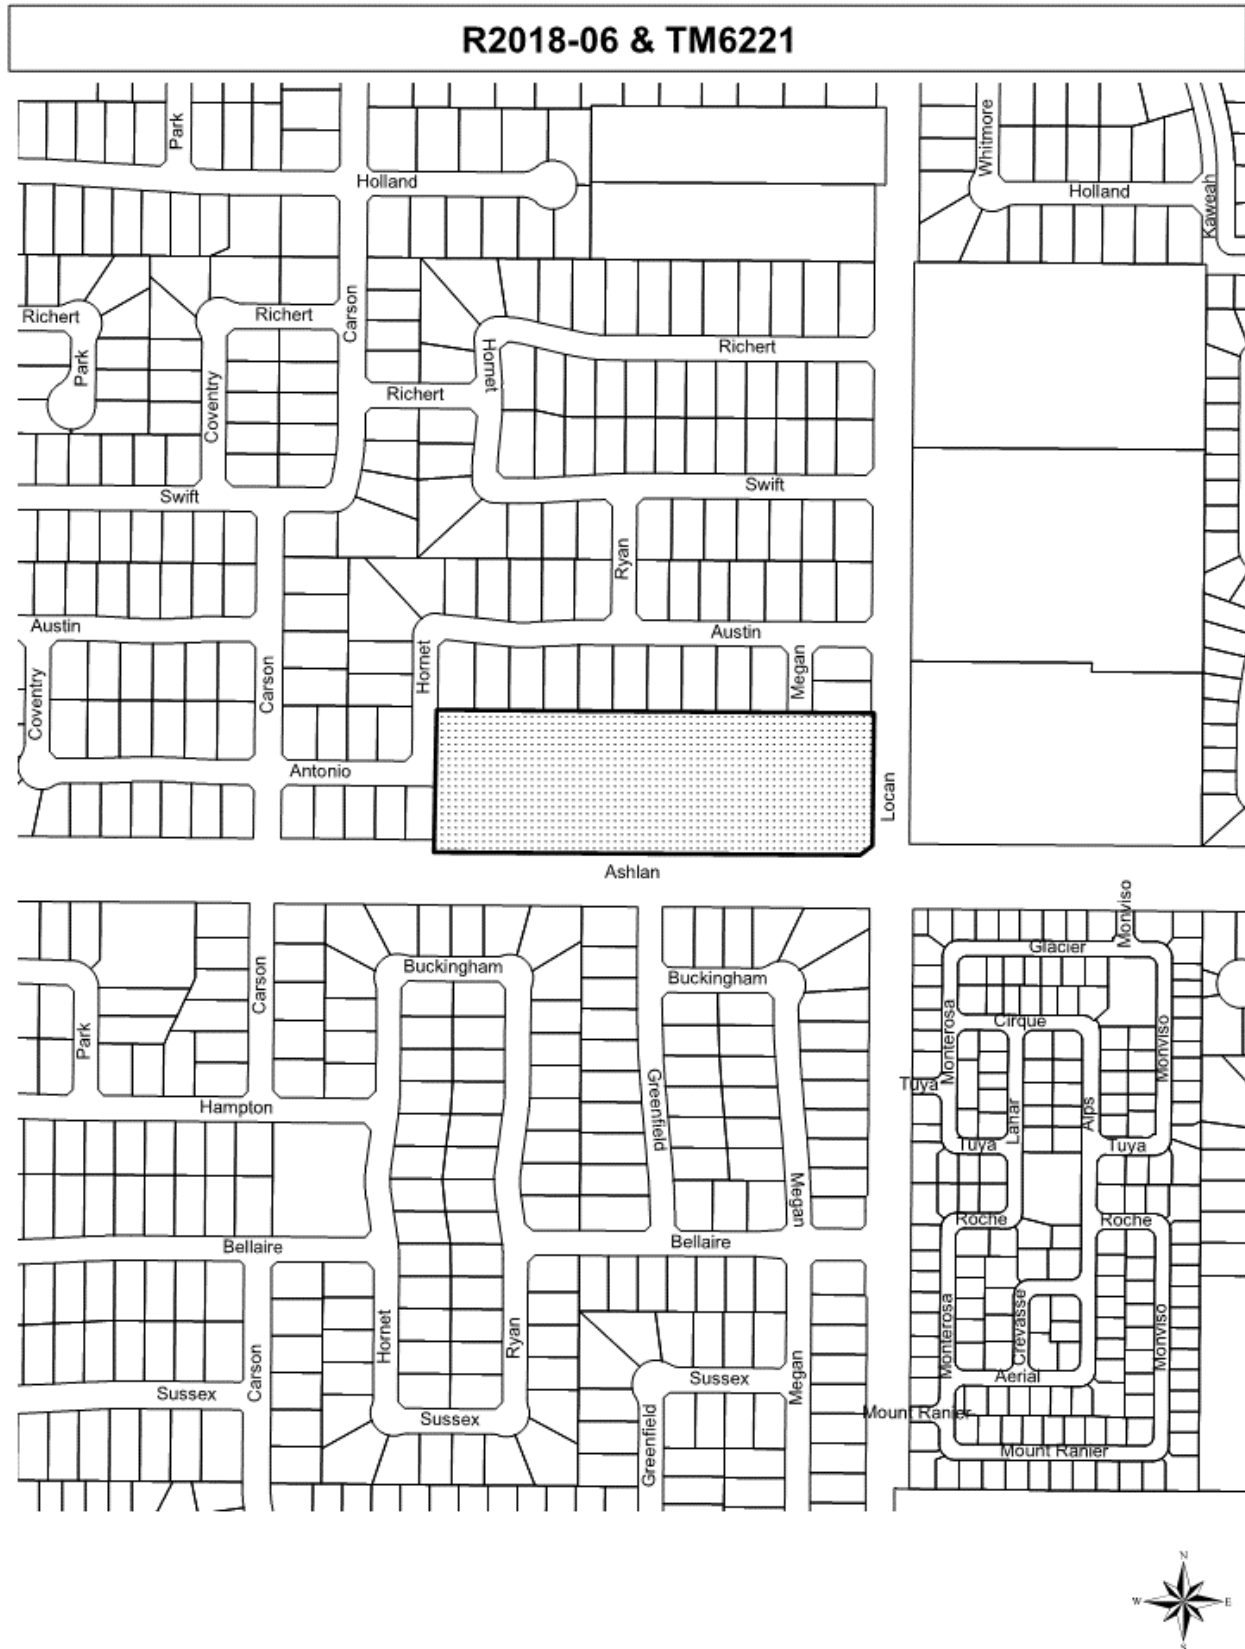 R2018-06 & TM6221
Park
Whitmore
Holland
Holland
Kaweah
Richert
Richert
Carson
Park
Coventry
Hornet
Richert
Richert
Swift
Swift
Ryan
Austin
Austin
Coventry
Carson
Hornet
Megan
Antonio
Locan
Ashlan
Monviso
Glacier
Carson
Buckingham
Buckingham
Park
Cirque
Monterosa
Monviso
Tuya
Hampton
Greenfield
Lanar
Alps
Tuya
Tuya
Megan
Roche
Roche
Bellaire
Bellaire
Hornet
Ryan
Monterosa
Crevasse
Monviso
Carson
Megan
Sussex
Sussex
Aerial
Sussex
Mount Ranier
Greenfield
Mount Ranier
N
W
E
S